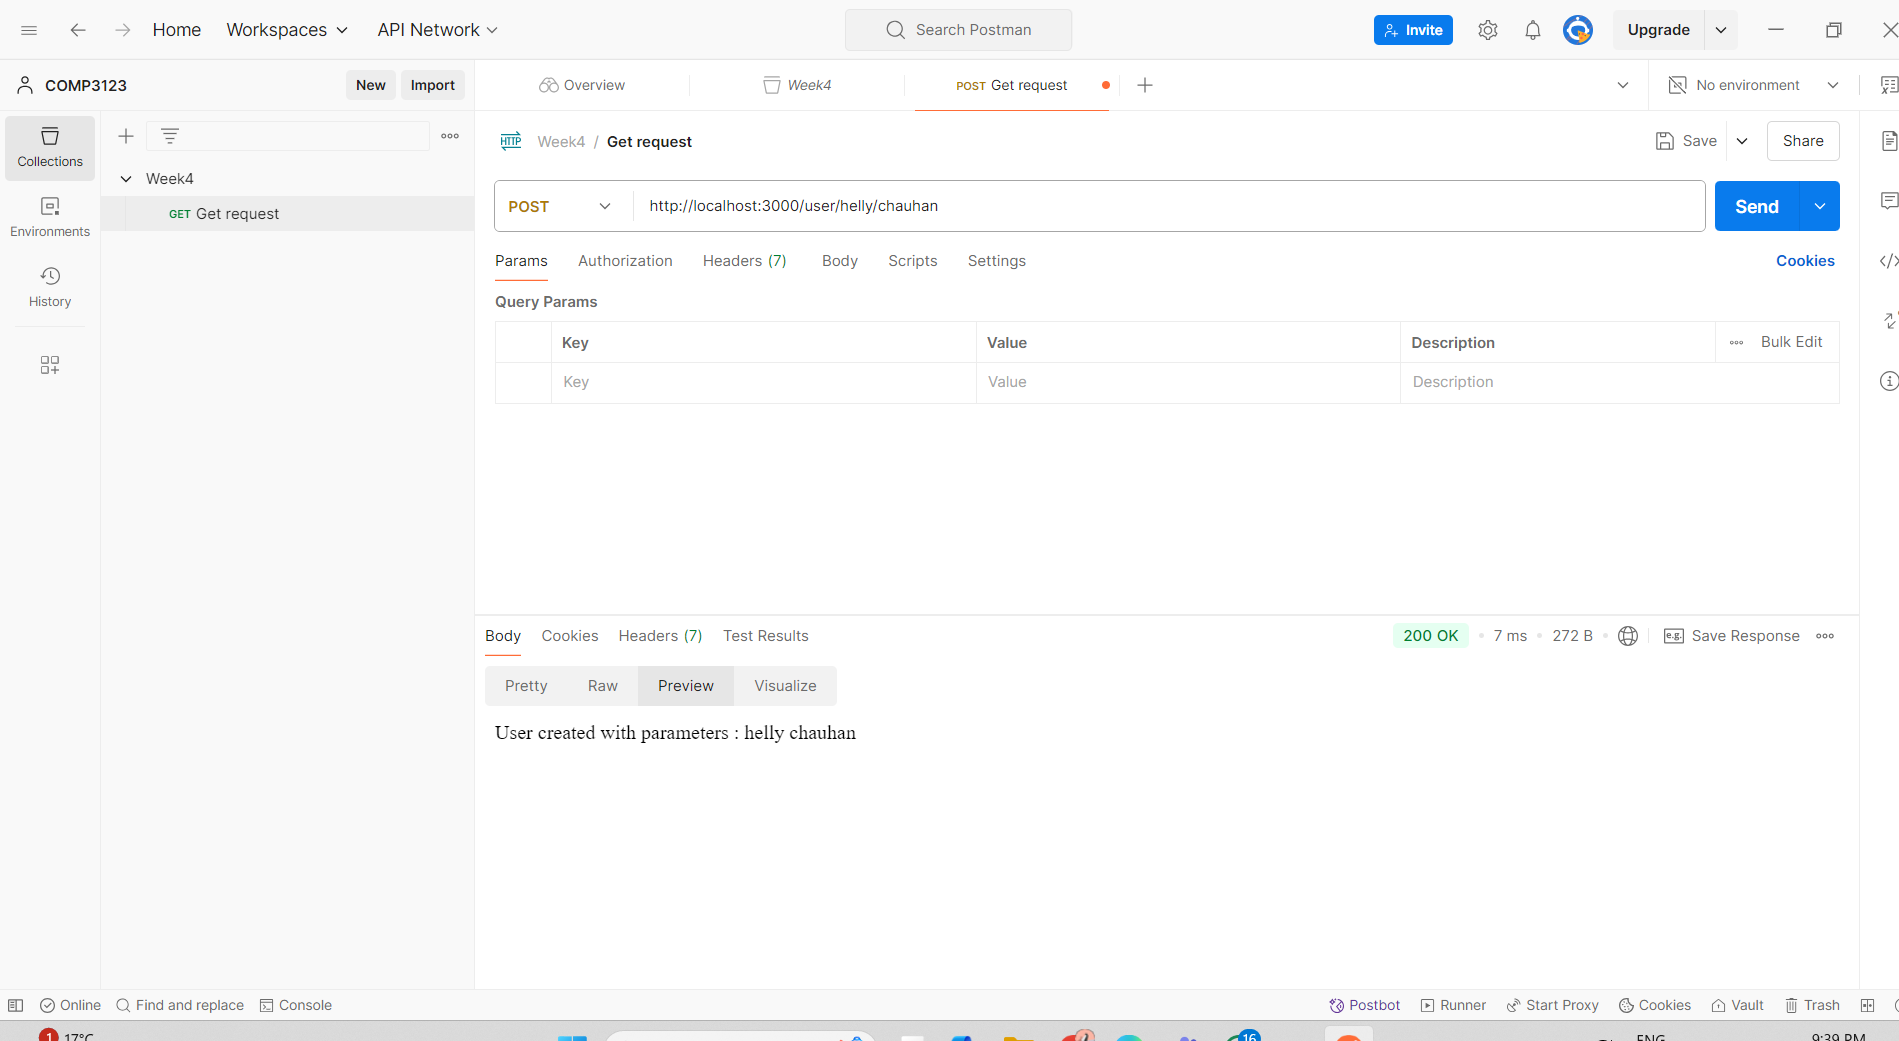 Home Workspaces API Network Search Postman Invite Upgrade
COMP3123 New Import Overview Week4 POST Get request No environment
Collections
Environments
History
Week4
GET Get request
HTTP Week4 / Get request Save Share
POST http://localhost:3000/user/helly/chauhan Send
Params Authorization Headers (7) Body Scripts Settings Cookies
Query Params
Key Value Description Bulk Edit
Key Value Description
Body Cookies Headers (7) Test Results 200 OK 7 ms 272 B e.g. Save Response
Pretty Raw Preview Visualize
User created with parameters : helly chauhan
Online Find and replace Console Postbot Runner Start Proxy Cookies Vault Trash
1 17°C 16 ENG 9:39 PM